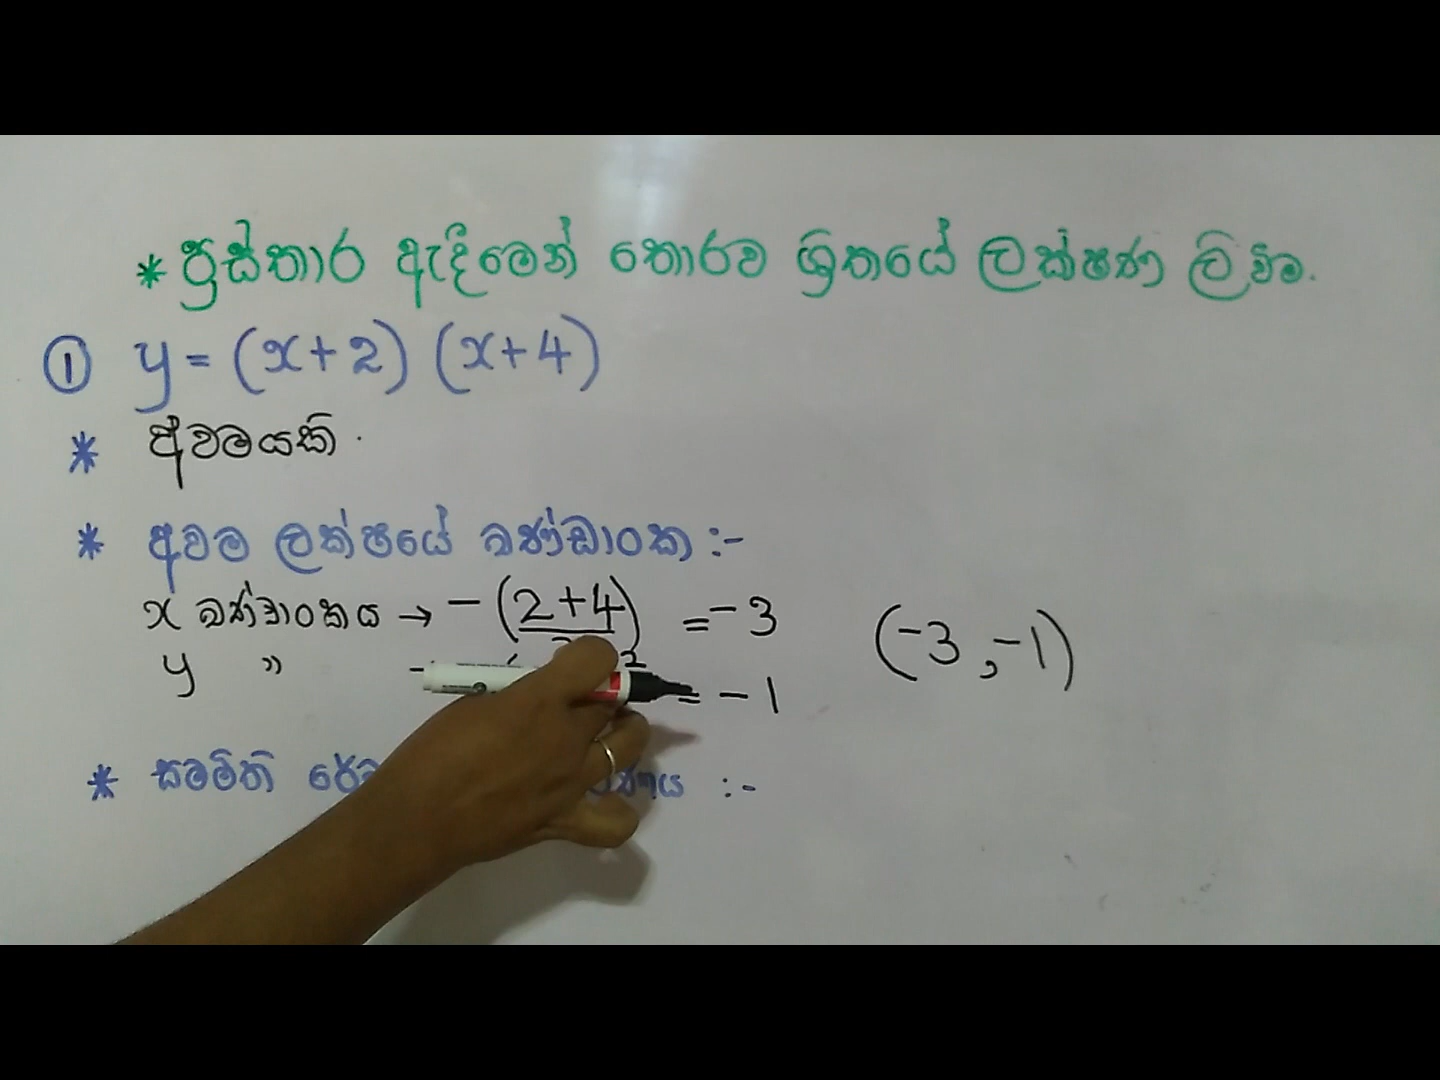 * ප්‍රස්තාර ඇඳීමෙන් තොරව ශ්‍රිතයේ ලක්ෂණ ලිවීම.
① y = (x+2) (x+4)
* අවමයකි.
* අවම ලක්ෂයේ ඛණ්ඩාංක :-
x ඛණ්ඩාංකය → -(2+4) = -3 (-3, -1)
y " = -1
* සමමිති :-